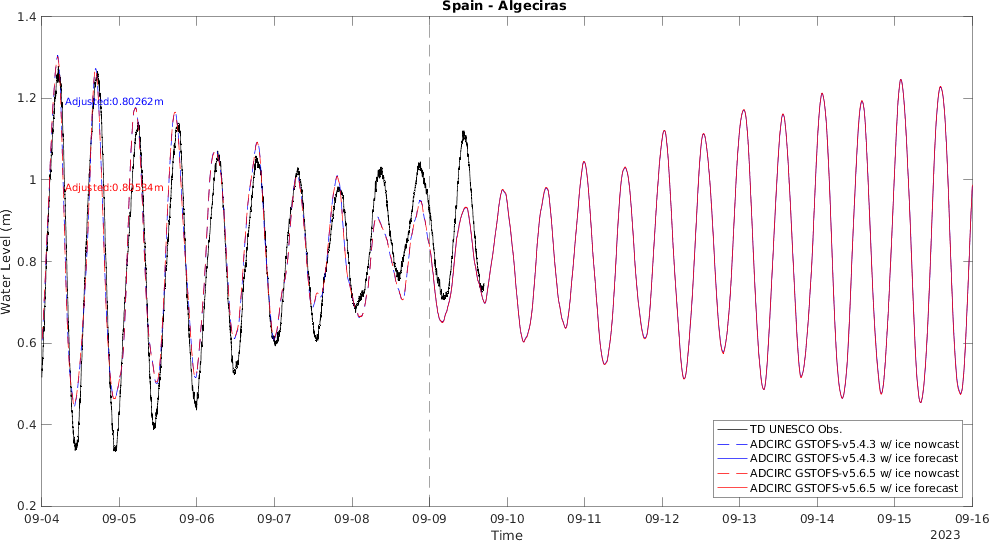 Spain - Algeciras
1.4
1.2
1
0.8
0.6
0.4
0.2
Water Level (m)
Adjusted:0.80262m
Adjusted:0.80534m
TD UNESCO Obs.
ADCIRC GSTOFS-v5.4.3 w/ ice nowcast
ADCIRC GSTOFS-v5.4.3 w/ ice forecast
ADCIRC GSTOFS-v5.6.5 w/ ice nowcast
ADCIRC GSTOFS-v5.6.5 w/ ice forecast
09-04 09-05 09-06 09-07 09-08 09-09 09-10 09-11 09-12 09-13 09-14 09-15 09-16
Time
2023